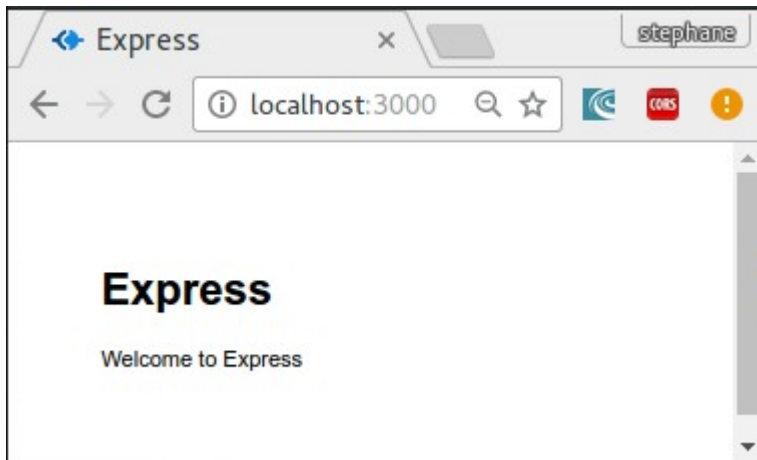 Express
stephane
localhost:3000
CORS
Express
Welcome to Express